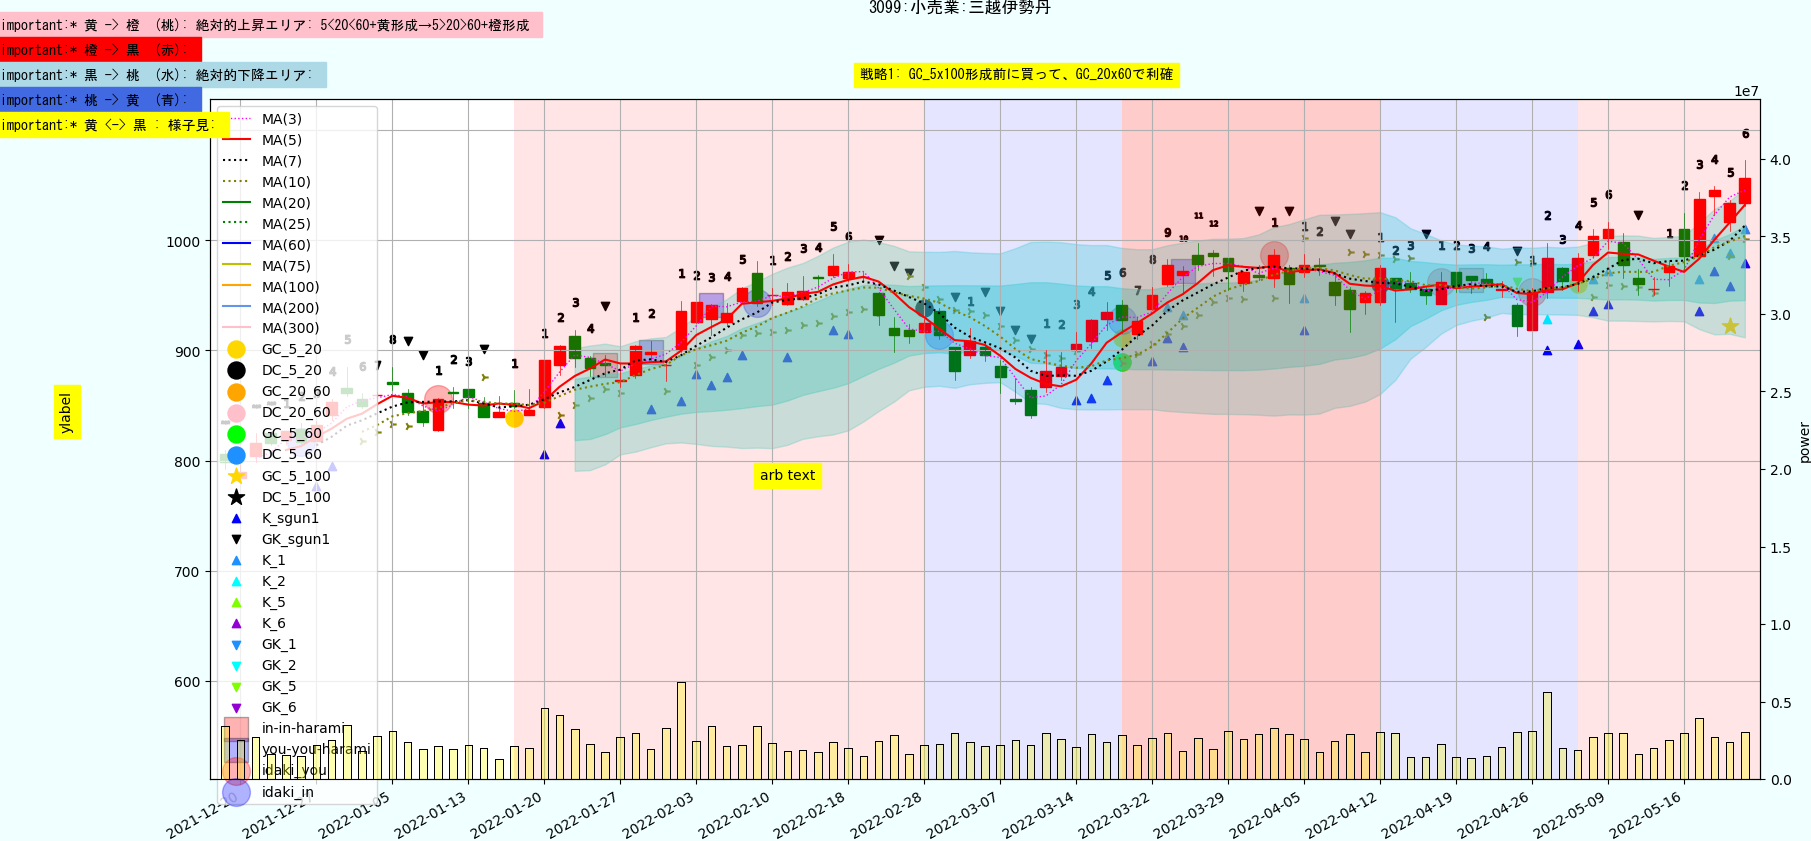 3099:小売業:三越伊勢丹
important:* 黄 -> 橙 (桃): 絶対的上昇エリア: 5<20<60+黄形成→5>20>60+橙形成
important:* 橙 -> 黒 (赤):
important:* 黒 -> 桃 (水): 絶対的下降エリア:
important:* 桃 -> 黄 (青):
important:* 黄 <-> 黒 : 様子見:
戦略1: GC_5x100形成前に買って、GC_20x60で利確
1e7
MA(3)
MA(5)
MA(7)
MA(10)
MA(20)
MA(25)
MA(60)
MA(75)
MA(100)
MA(200)
MA(300)
GC_5_20
DC_5_20
GC_20_60
DC_20_60
GC_5_60
DC_5_60
GC_5_100
DC_5_100
K_sgun1
GK_sgun1
K_1
K_2
K_5
K_6
GK_1
GK_2
GK_5
GK_6
in-in-harami
you-you-harami
idaki_you
idaki_in
1000
900
800
700
600
ylabel
arb text
4.0
3.5
3.0
2.5
2.0
1.5
1.0
0.5
0.0
power
2022-01-05
2022-01-13
2022-01-20
2022-01-27
2022-02-03
2022-02-10
2022-02-18
2022-02-28
2022-03-07
2022-03-14
2022-03-22
2022-03-29
2022-04-05
2022-04-12
2022-04-19
2022-04-26
2022-05-09
2022-05-16